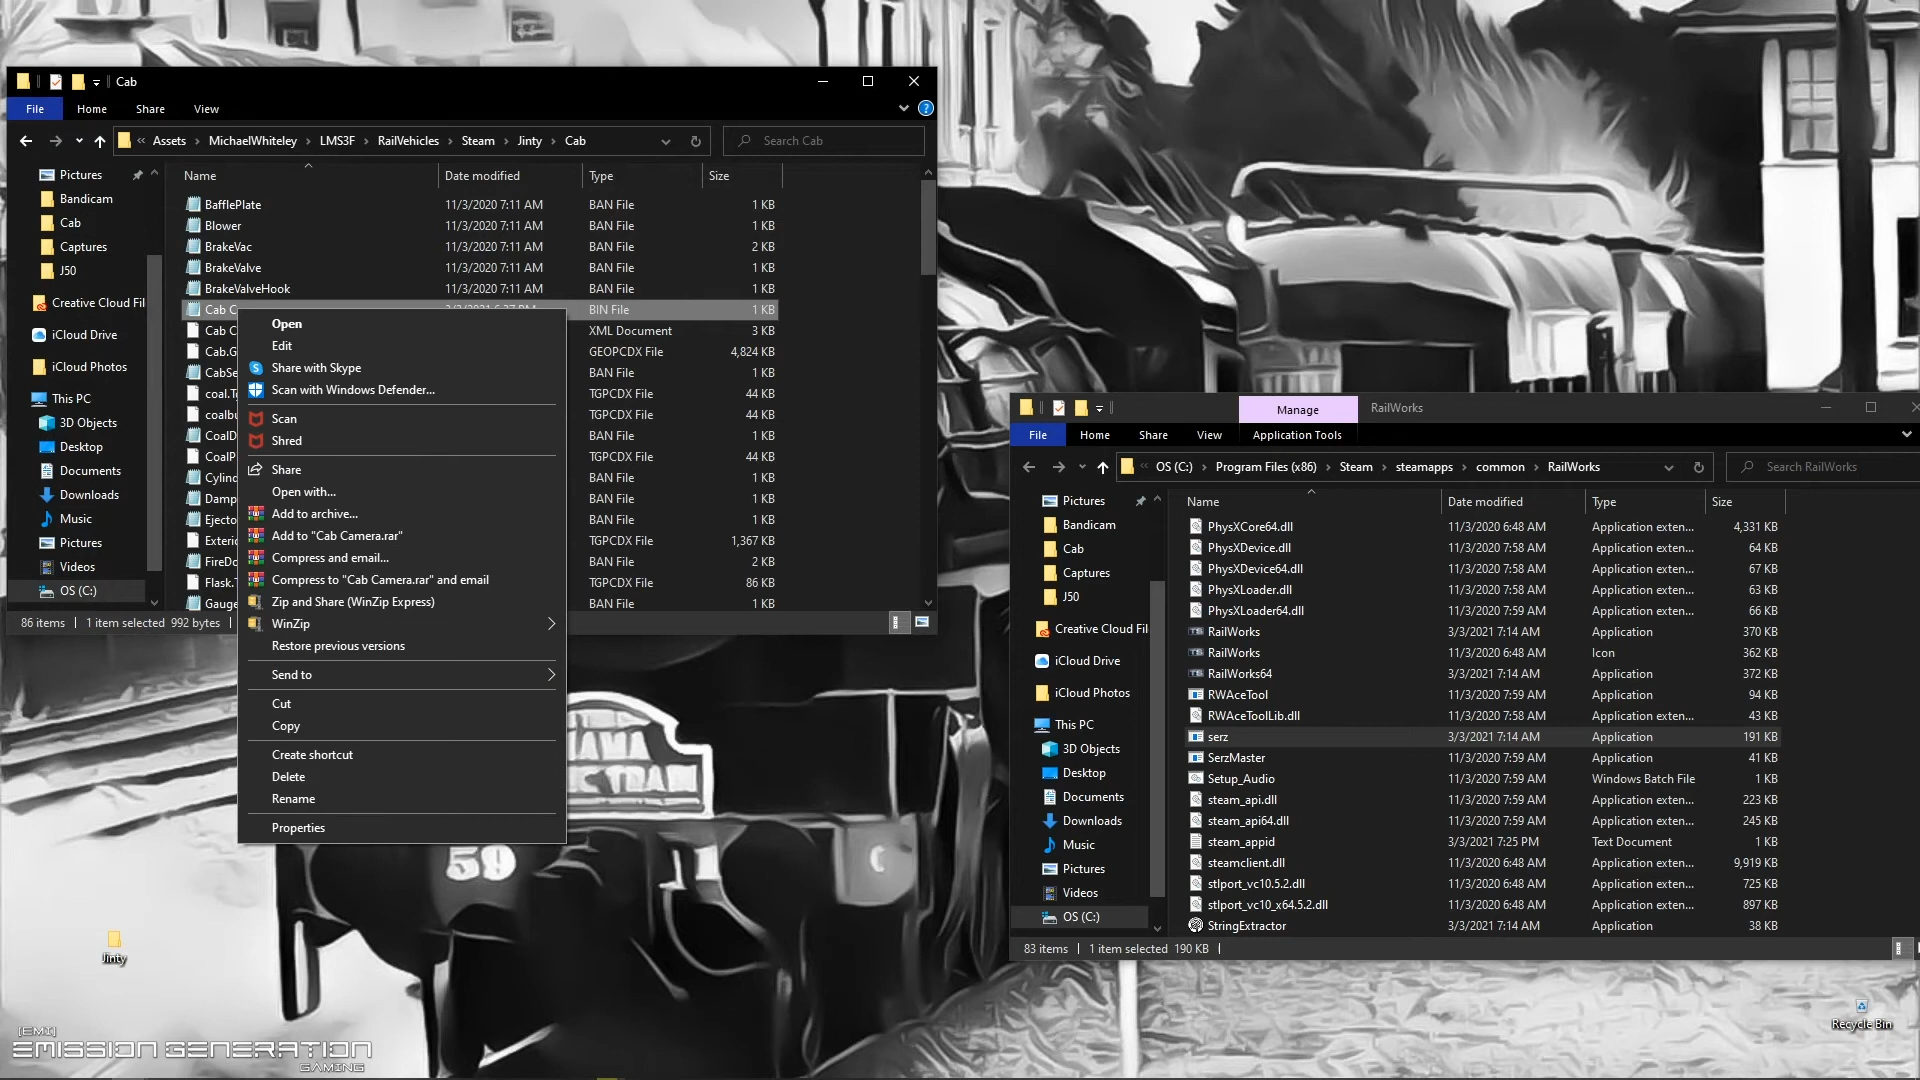 Cab
File Home Share View
« Assets › MichaelWhiteley › LMS3F › RailVehicles › Steam › Jinty › Cab
Search Cab
Pictures
Bandicam
Cab
Captures
J50
Creative Cloud Fil
iCloud Drive
iCloud Photos
This PC
3D Objects
Desktop
Documents
Downloads
Music
Pictures
Videos
OS (C:)
Name Date modified Type Size
BafflePlate 11/3/2020 7:11 AM BAN File 1 KB
Blower 11/3/2020 7:11 AM BAN File 1 KB
BrakeVac 11/3/2020 7:11 AM BAN File 2 KB
BrakeValve 11/3/2020 7:11 AM BAN File 1 KB
BrakeValveHook 11/3/2020 7:11 AM BAN File 1 KB
Cab C BIN File 1 KB
Cab C XML Document 3 KB
Cab.G GEOPCDX File 4,824 KB
CabSe BAN File 1 KB
coal.T TGPCDX File 44 KB
coalbu TGPCDX File 44 KB
CoalD BAN File 1 KB
CoalP TGPCDX File 44 KB
Cylind BAN File 1 KB
Damp BAN File 1 KB
Ejecto BAN File 1 KB
Exteri TGPCDX File 1,367 KB
FireDo BAN File 2 KB
Flask.T TGPCDX File 86 KB
Gauge BAN File 1 KB
86 items 1 item selected 992 bytes
Open
Edit
Share with Skype
Scan with Windows Defender...
Scan
Shred
Share
Open with...
Add to archive...
Add to "Cab Camera.rar"
Compress and email...
Compress to "Cab Camera.rar" and email
Zip and Share (WinZip Express)
WinZip
Restore previous versions
Send to
Cut
Copy
Create shortcut
Delete
Rename
Properties
Manage RailWorks
File Home Share View Application Tools
« OS (C:) › Program Files (x86) › Steam › steamapps › common › RailWorks
Search RailWorks
Pictures
Bandicam
Cab
Captures
J50
Creative Cloud Fil
iCloud Drive
iCloud Photos
This PC
3D Objects
Desktop
Documents
Downloads
Music
Pictures
Videos
OS (C:)
Name Date modified Type Size
PhysXCore64.dll 11/3/2020 6:48 AM Application exten... 4,331 KB
PhysXDevice.dll 11/3/2020 7:58 AM Application exten... 64 KB
PhysXDevice64.dll 11/3/2020 7:58 AM Application exten... 67 KB
PhysXLoader.dll 11/3/2020 7:58 AM Application exten... 63 KB
PhysXLoader64.dll 11/3/2020 7:59 AM Application exten... 66 KB
RailWorks 3/3/2021 7:14 AM Application 370 KB
RailWorks 11/3/2020 6:48 AM Icon 362 KB
RailWorks64 3/3/2021 7:14 AM Application 372 KB
RWAceTool 11/3/2020 7:59 AM Application 94 KB
RWAceToolLib.dll 11/3/2020 7:58 AM Application exten... 43 KB
serz 3/3/2021 7:14 AM Application 191 KB
SerzMaster 11/3/2020 7:59 AM Application 41 KB
Setup_Audio 11/3/2020 7:59 AM Windows Batch File 1 KB
steam_api.dll 11/3/2020 7:59 AM Application exten... 223 KB
steam_api64.dll 11/3/2020 7:59 AM Application exten... 245 KB
steam_appid 3/3/2021 7:25 PM Text Document 1 KB
steamclient.dll 11/3/2020 6:48 AM Application exten... 9,919 KB
stlport_vc10.5.2.dll 11/3/2020 6:48 AM Application exten... 725 KB
stlport_vc10_x64.5.2.dll 11/3/2020 6:48 AM Application exten... 897 KB
StringExtractor 3/3/2021 7:14 AM Application 38 KB
83 items 1 item selected 190 KB
59
C
Jinty
Recycle Bin
[EMI]
EMISSION GENERATION
GAMING